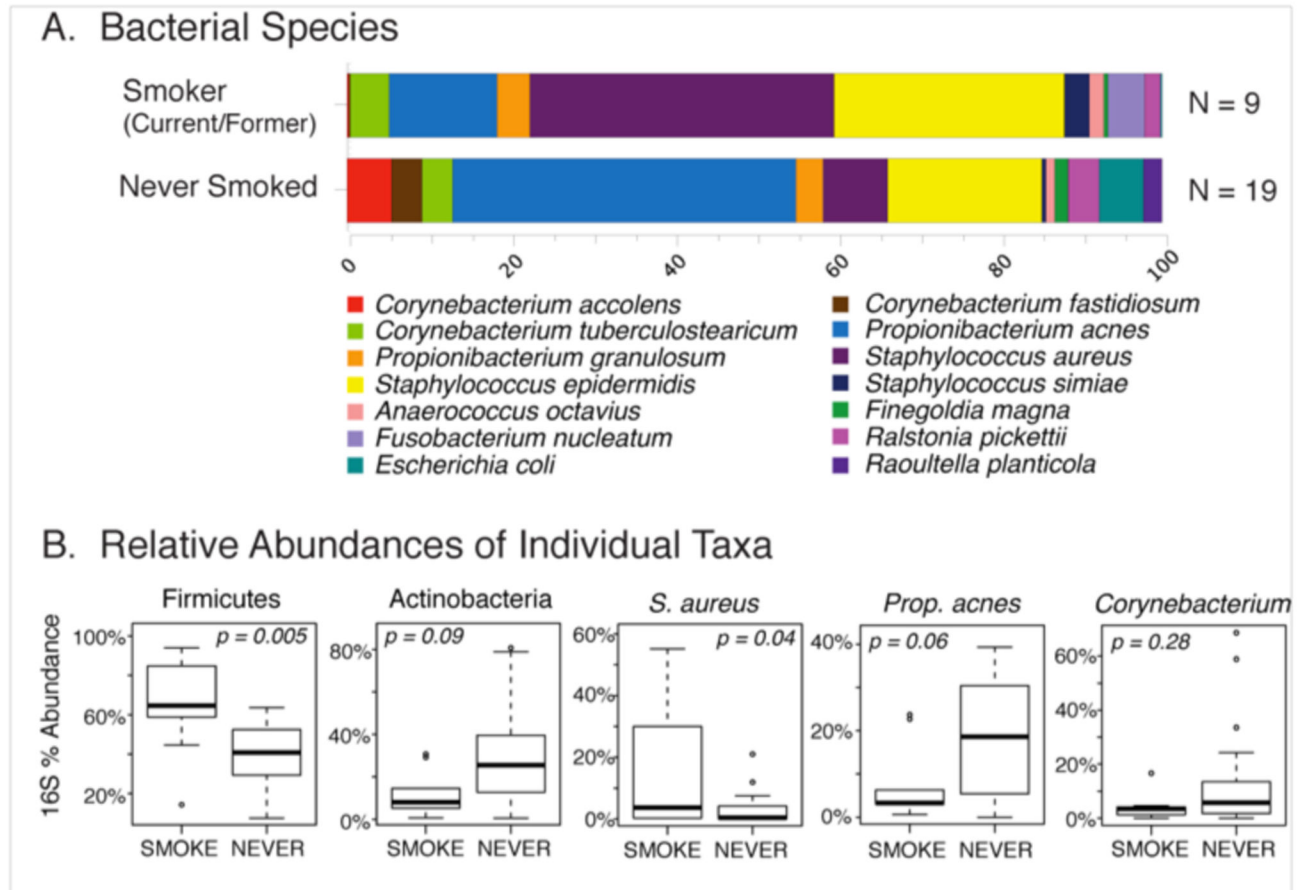 A. Bacterial Species
Smoker
(Current/Former)
N = 9
Never Smoked
N = 19
0 20 40 60 80 100
Corynebacterium accolens
Corynebacterium fastidiosum
Corynebacterium tuberculostearicum
Propionibacterium acnes
Propionibacterium granulosum
Staphylococcus aureus
Staphylococcus epidermidis
Staphylococcus simiae
Anaerococcus octavius
Finegoldia magna
Fusobacterium nucleatum
Ralstonia pickettii
Escherichia coli
Raoultella planticola
B. Relative Abundances of Individual Taxa
16S % Abundance
Firmicutes
p = 0.005
100%
60%
20%
SMOKE NEVER
Actinobacteria
p = 0.09
80%
40%
0%
SMOKE NEVER
S. aureus
p = 0.04
60%
40%
20%
0%
SMOKE NEVER
Prop. acnes
p = 0.06
40%
20%
0%
SMOKE NEVER
Corynebacterium
p = 0.28
60%
40%
20%
0%
SMOKE NEVER